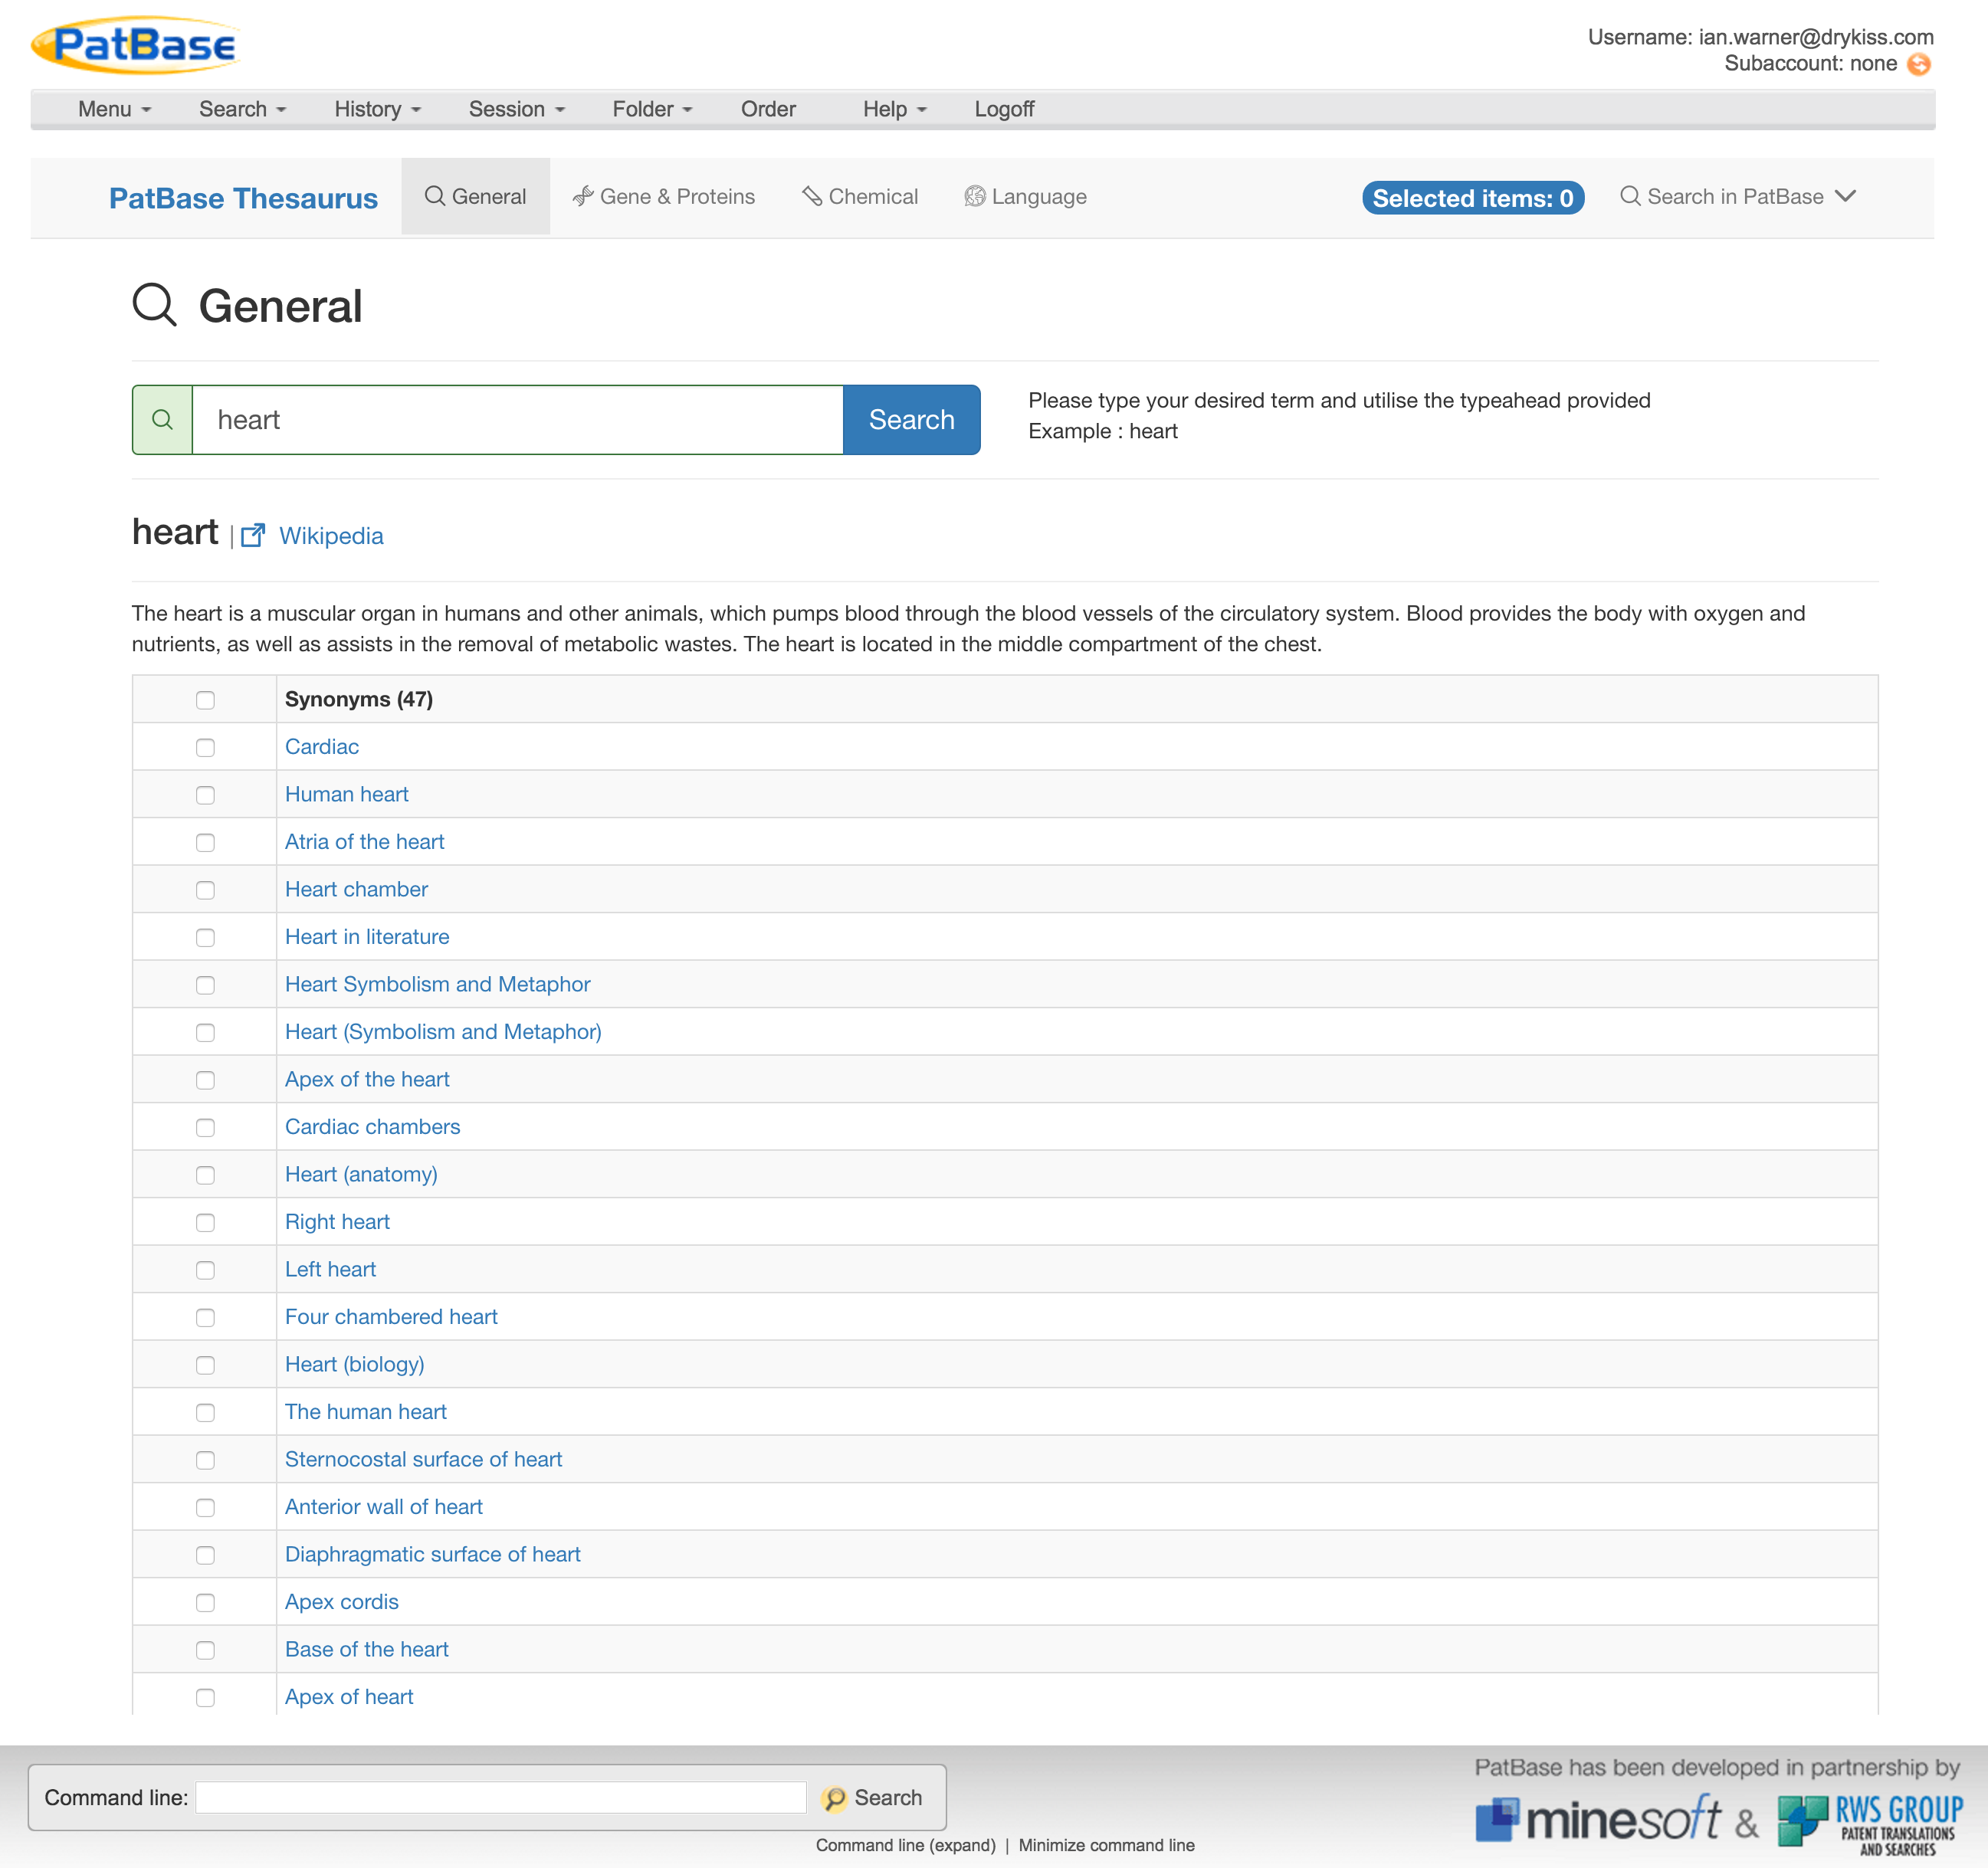 PatBase
Username: ian.warner@drykiss.com
Subaccount: none
Menu Search History Session Folder Order Help Logoff
PatBase Thesaurus General Gene & Proteins Chemical Language Selected items: 0 Search in PatBase
General
heart Search
Please type your desired term and utilise the typeahead provided
Example : heart
heart | Wikipedia
The heart is a muscular organ in humans and other animals, which pumps blood through the blood vessels of the circulatory system. Blood provides the body with oxygen and
nutrients, as well as assists in the removal of metabolic wastes. The heart is located in the middle compartment of the chest.
Synonyms (47)
Cardiac
Human heart
Atria of the heart
Heart chamber
Heart in literature
Heart Symbolism and Metaphor
Heart (Symbolism and Metaphor)
Apex of the heart
Cardiac chambers
Heart (anatomy)
Right heart
Left heart
Four chambered heart
Heart (biology)
The human heart
Sternocostal surface of heart
Anterior wall of heart
Diaphragmatic surface of heart
Apex cordis
Base of the heart
Apex of heart
Command line: Search
Command line (expand) | Minimize command line
PatBase has been developed in partnership by
minesoft & RWS GROUP
PATENT TRANSLATIONS
AND SEARCHES